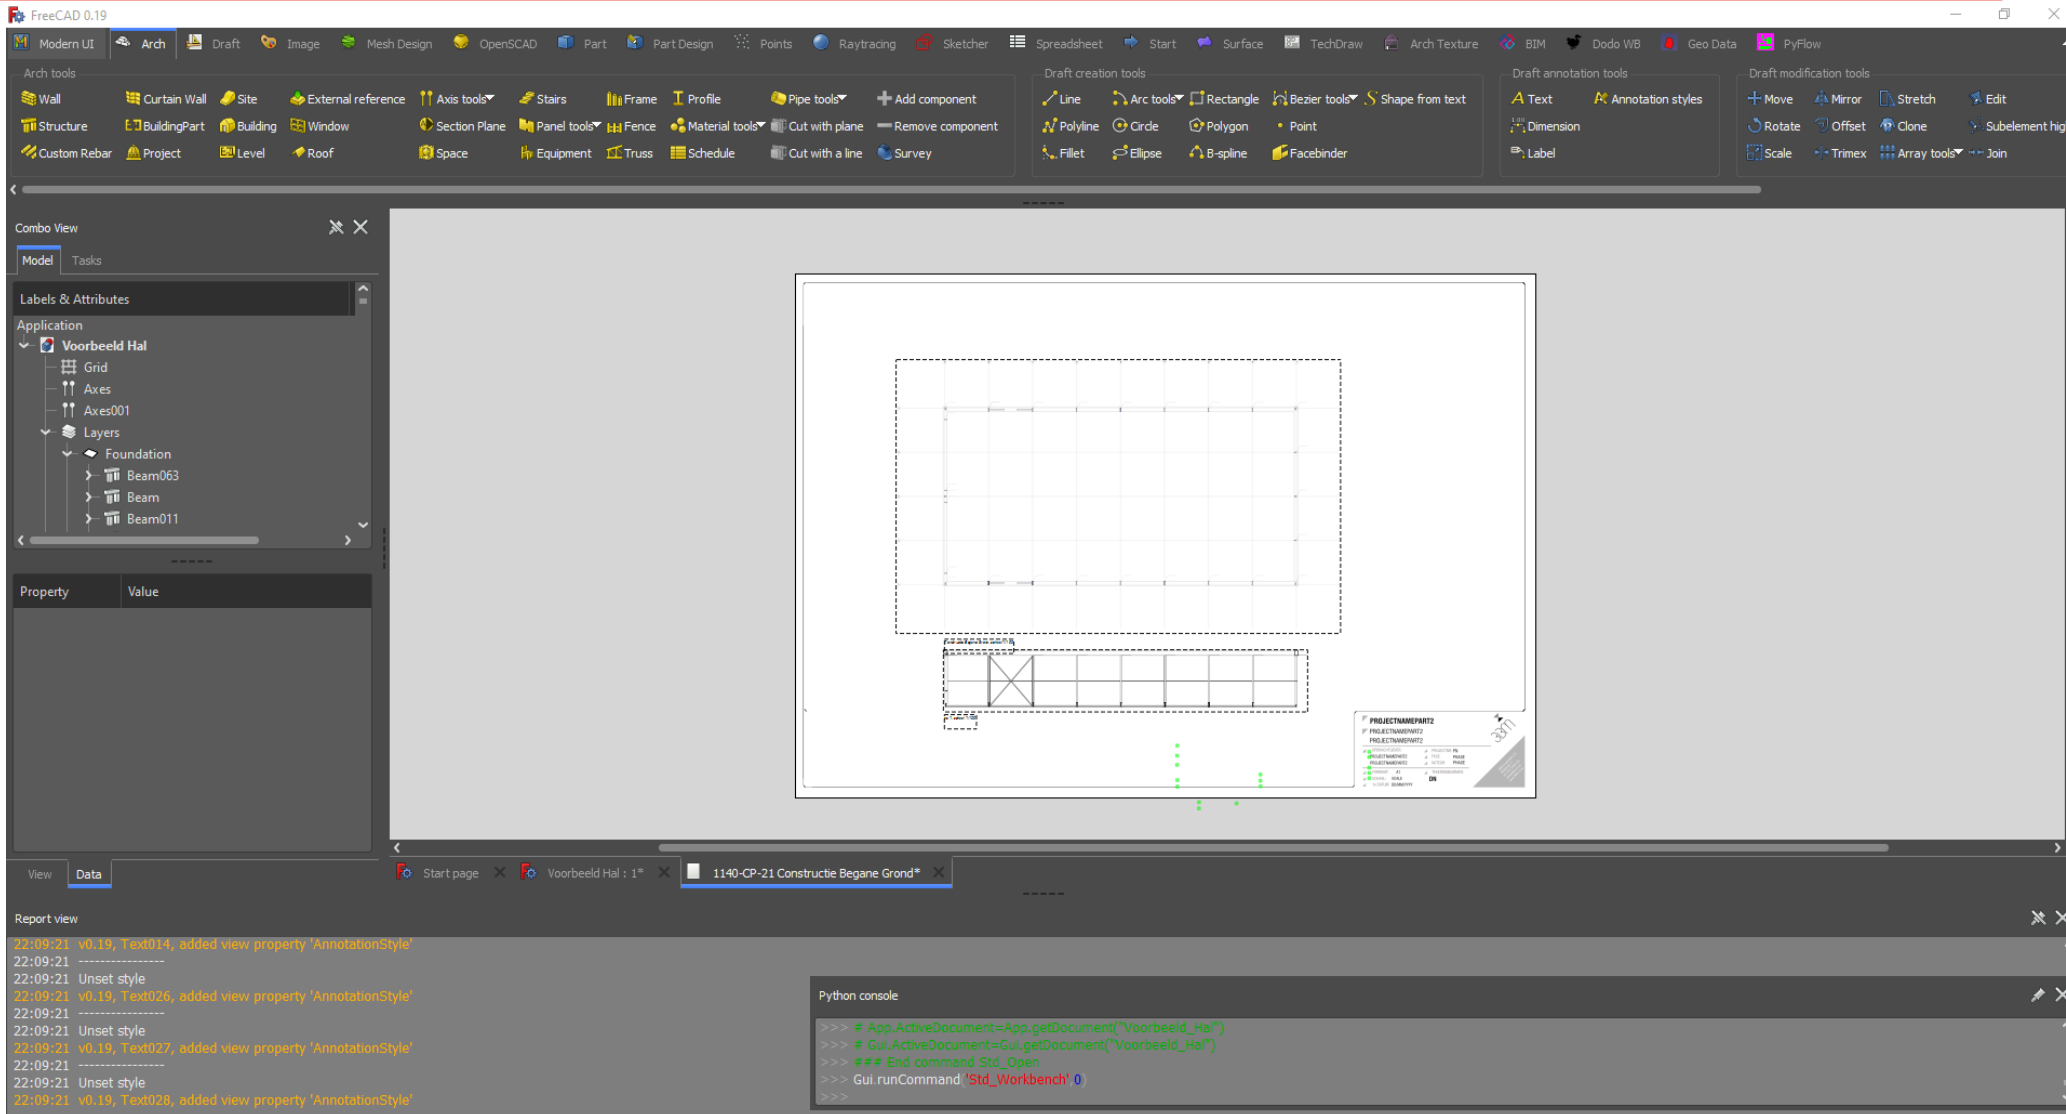 FreeCAD 0.19
Modern UI Arch Draft Image Mesh Design OpenSCAD Part Part Design Points Raytracing Sketcher Spreadsheet Start Surface TechDraw Arch Texture BIM Dodo WB Geo Data PyFlow
Arch tools Draft creation tools Draft annotation tools Draft modification tools
Wall Curtain Wall Site External reference Axis tools Stairs Frame Profile Pipe tools Add component Line Arc tools Rectangle Bezier tools Shape from text Text Annotation styles Move Mirror Stretch Edit
Structure BuildingPart Building Window Section Plane Panel tools Fence Material tools Cut with plane Remove component Polyline Circle Polygon Point Dimension Rotate Offset Clone Subelement hig
Custom Rebar Project Level Roof Space Equipment Truss Schedule Cut with a line Survey Fillet Ellipse B-spline Facebinder Label Scale Trimex Array tools Join
Combo View
Model Tasks
Labels & Attributes
Application
Voorbeeld Hal
Grid
Axes
Axes001
Layers
Foundation
Beam063
Beam
Beam011
Property Value
PROJECTNAMEPART2
PROJECTNAMEPART2
PROJECTNAMEPART2
PROJECTNAMEPART2 PHASE
PROJECTNAMEPART2 PHASE
A1
SCALE DN
View Data
Start page Voorbeeld Hal : 1* 1140-CP-21 Constructie Begane Grond*
Report view
22:09:21 v0.19, Text014, added view property 'AnnotationStyle'
22:09:21 ----------------
22:09:21 Unset style
22:09:21 v0.19, Text026, added view property 'AnnotationStyle'
22:09:21 ----------------
22:09:21 Unset style
22:09:21 v0.19, Text027, added view property 'AnnotationStyle'
22:09:21 ----------------
22:09:21 Unset style
22:09:21 v0.19, Text028, added view property 'AnnotationStyle'
Python console
>>> # App.ActiveDocument=App.getDocument("Voorbeeld_Hal")
>>> # Gui.ActiveDocument=Gui.getDocument("Voorbeeld_Hal")
>>> ### End command Std_Open
>>> Gui.runCommand('Std_Workbench',0)
>>>